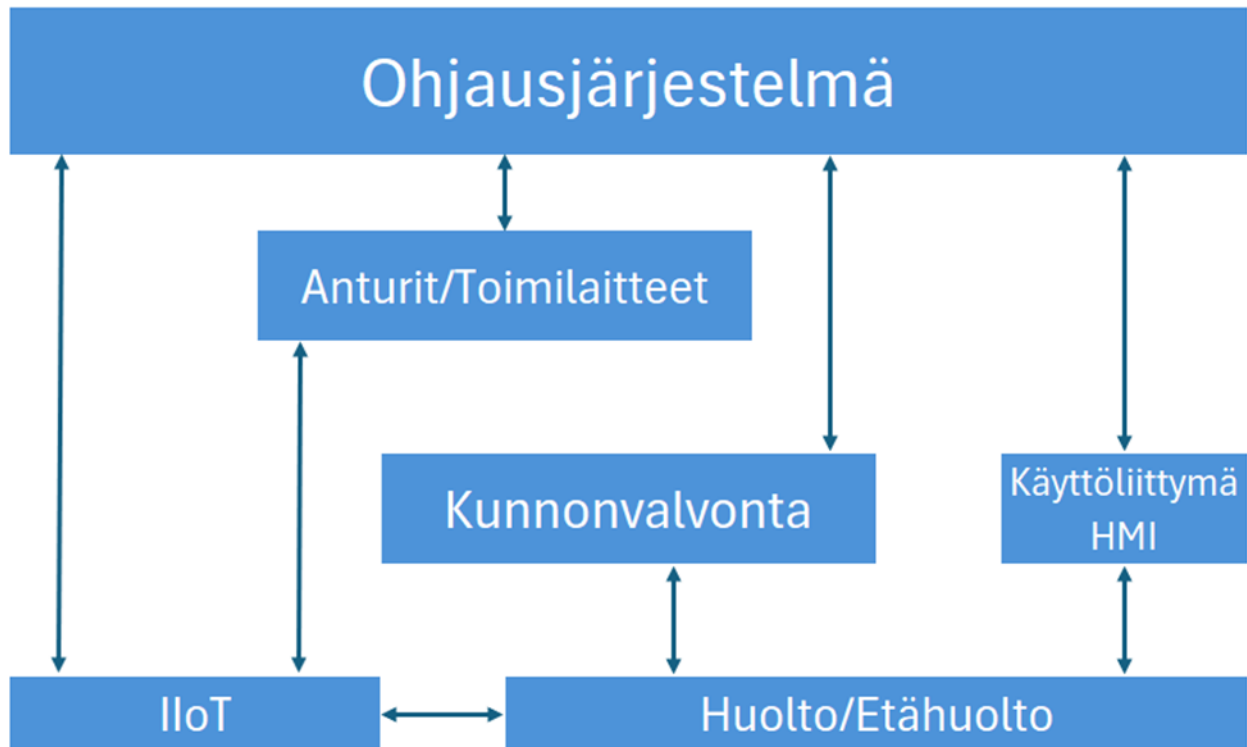 Ohjausjärjestelmä
Anturit/Toimilaitteet
Kunnonvalvonta
Käyttöliittymä
HMI
IIoT
Huolto/Etähuolto